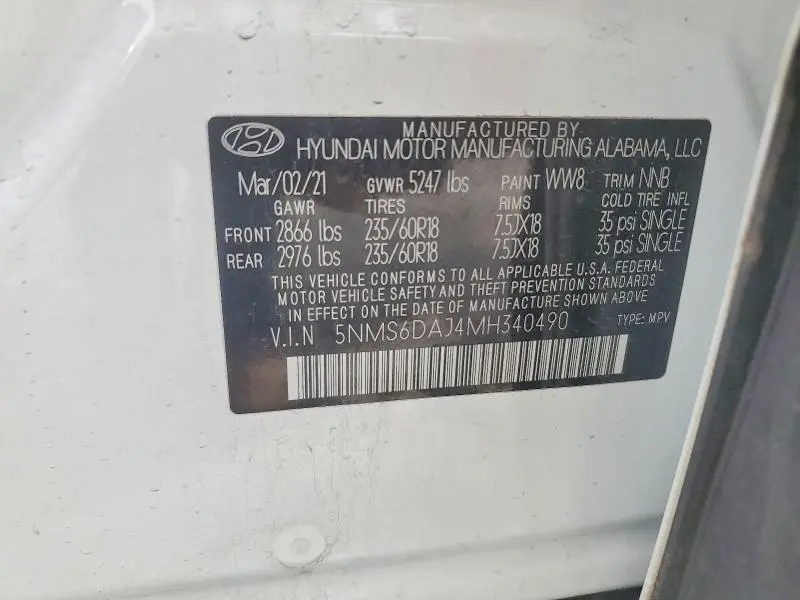 MANUFACTURED BY
HYUNDAI MOTOR MANUFACTURING ALABAMA, LLC
Mar/02/21 GVWR 5247 lbs PAINT WW8 TRIM NNB
GAWR TIRES RIMS COLD TIRE INFL
FRONT 2866 lbs 235/60R18 7.5JX18 35 psi SINGLE
REAR 2976 lbs 235/60R18 7.5JX18 35 psi SINGLE
THIS VEHICLE CONFORMS TO ALL APPLICABLE U.S.A. FEDERAL
MOTOR VEHICLE SAFETY AND THEFT PREVENTION STANDARDS
IN EFFECT ON THE DATE OF MANUFACTURE SHOWN ABOVE
V.I.N 5NMS6DAJ4MH340490 TYPE: MPV